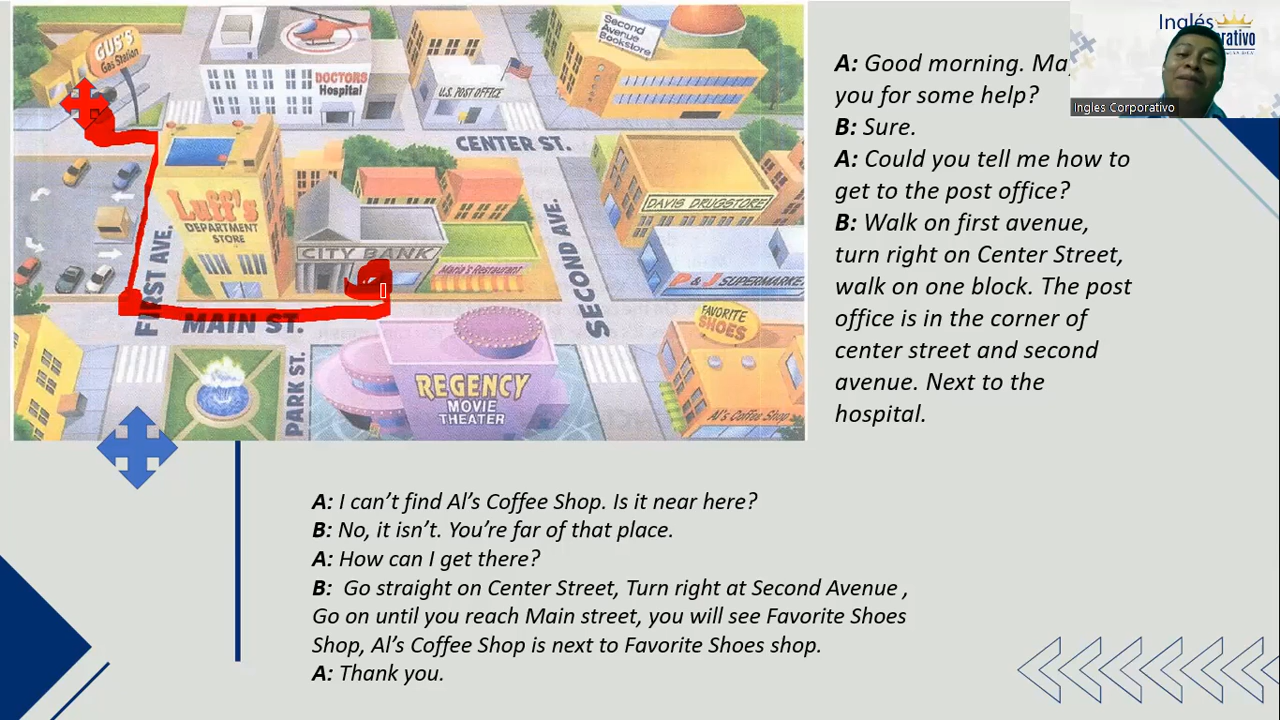 GUS'S
Gas Station
DOCTORS
Hospital
U.S. POST OFFICE
Second
Avenue
Bookstore
CENTER ST.
Luff's
DEPARTMENT
STORE
CITY BANK
Maria's Restaurant
DAVIS DRUGSTORE
P & J SUPERMARKET
FIRST AVE.
SECOND AVE.
MAIN ST.
PARK ST.
REGENCY
MOVIE
THEATER
FAVORITE
SHOES
Al's Coffee Shop
Inglés
Ingles Corporativo
A: Good morning.
you for some help?
B: Sure.
A: Could you tell me how to
get to the post office?
B: Walk on first avenue,
turn right on Center Street,
walk on one block. The post
office is in the corner of
center street and second
avenue. Next to the
hospital.
A: I can't find Al's Coffee Shop. Is it near here?
B: No, it isn't. You're far of that place.
A: How can I get there?
B: Go straight on Center Street, Turn right at Second Avenue ,
Go on until you reach Main street, you will see Favorite Shoes
Shop, Al's Coffee Shop is next to Favorite Shoes shop.
A: Thank you.